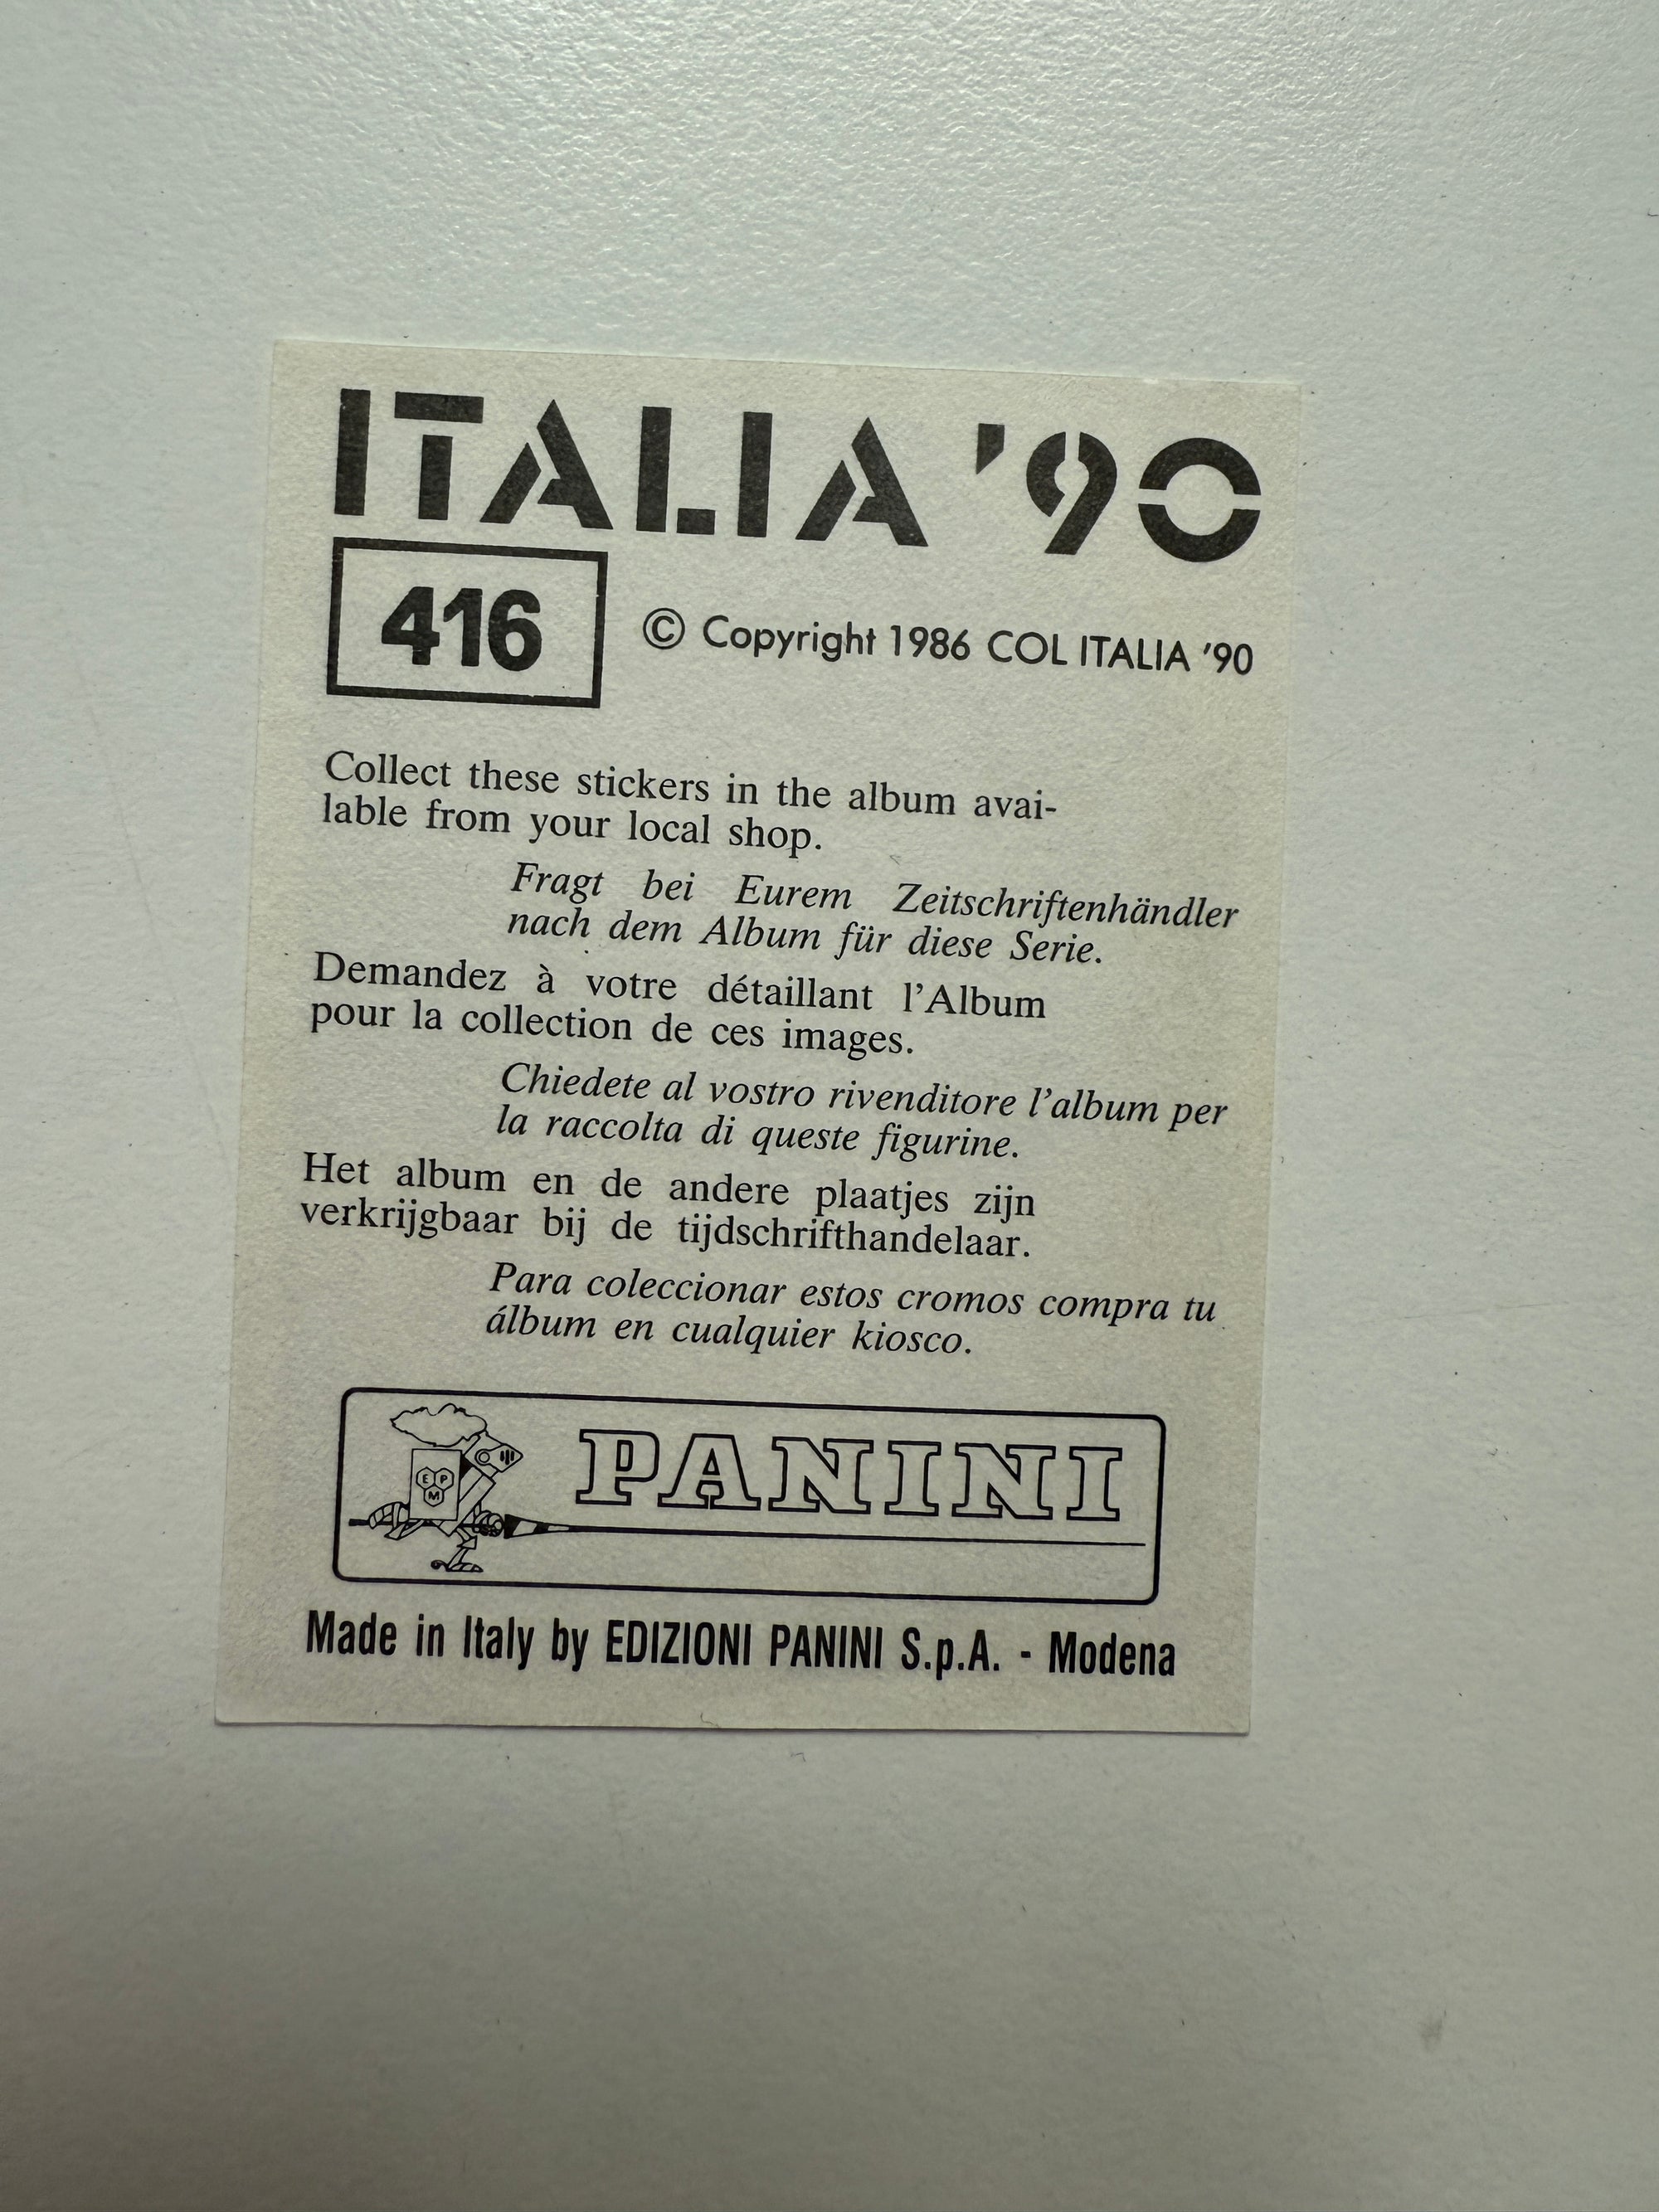 ITALIA '90
416
© Copyright 1986 COL ITALIA '90
Collect these stickers in the album avai-
lable from your local shop.
Fragt bei Eurem Zeitschriftenhändler
nach dem Album für diese Serie.
Demandez à votre détaillant l'Album
pour la collection de ces images.
Chiedete al vostro rivenditore l'album per
la raccolta di queste figurine.
Het album en de andere plaatjes zijn
verkrijgbaar bij de tijdschrifthandelaar.
Para coleccionar estos cromos compra tu
álbum en cualquier kiosco.
E P
M
PANINI
Made in Italy by EDIZIONI PANINI S.p.A. - Modena